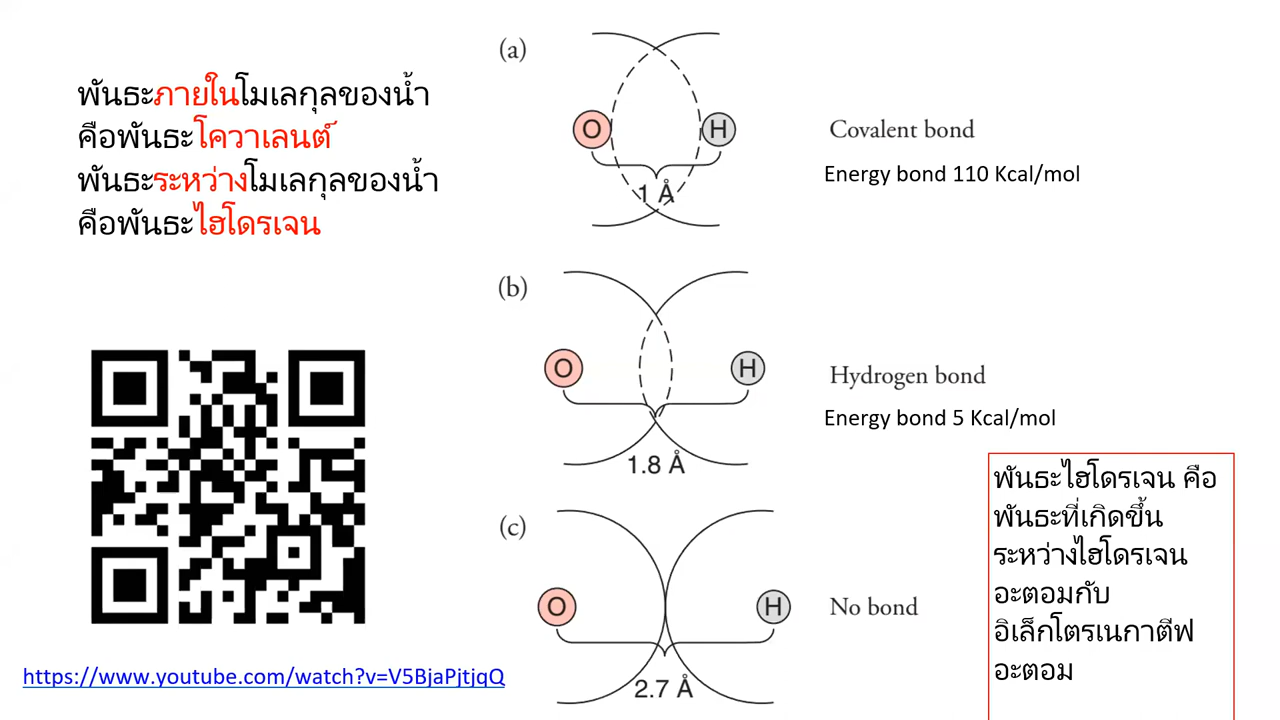 พันธะภายในโมเลกุลของน้ำ
คือพันธะโควาเลนต์
พันธะระหว่างโมเลกุลของน้ำ
คือพันธะไฮโดรเจน
https://www.youtube.com/watch?v=V5BjaPjtjqQ
(a)
O
H
1 Å
Covalent bond
Energy bond 110 Kcal/mol
(b)
O
H
1.8 Å
Hydrogen bond
Energy bond 5 Kcal/mol
(c)
O
H
2.7 Å
No bond
พันธะไฮโดรเจน คือ
พันธะที่เกิดขึ้น
ระหว่างไฮโดรเจน
อะตอมกับ
อิเล็กโตรเนกาตีฟ
อะตอม